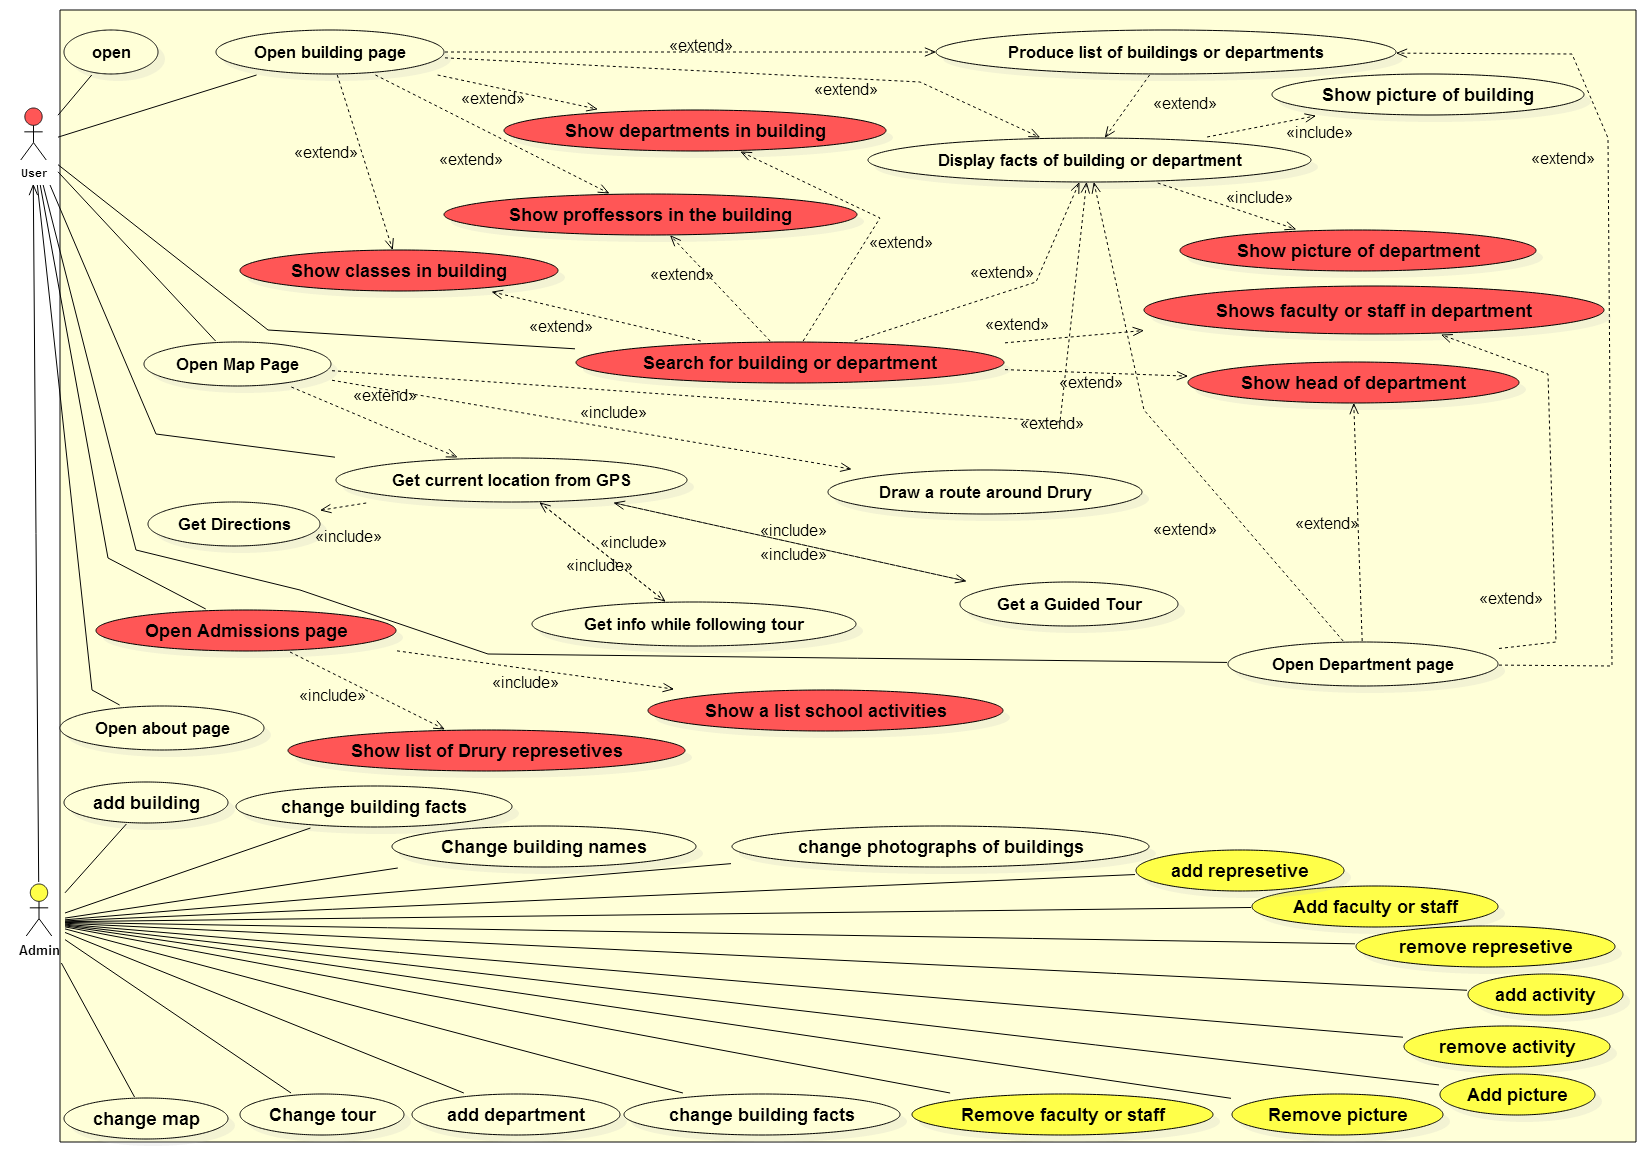 open
Open building page
«extend»
Produce list of buildings or departments
«extend»
«extend»
«extend»
Show picture of building
Show departments in building
«include»
«extend»
«extend»
Display facts of building or department
«extend»
User
«include»
Show proffessors in the building
«extend»
Show picture of department
Show classes in building
«extend»
«extend»
Shows faculty or staff in department
«extend»
«extend»
Open Map Page
Search for building or department
Show head of department
«extend»
«extend»
«include»
«extend»
Get current location from GPS
Draw a route around Drury
Get Directions
«include»
«include»
«include»
«include»
«include»
«extend»
«extend»
Get a Guided Tour
Get info while following tour
«extend»
Open Admissions page
Open Department page
«include»
«include»
Show a list school activities
Open about page
Show list of Drury represetives
add building
change building facts
Change building names
change photographs of buildings
add represetive
Add faculty or staff
Admin
remove represetive
add activity
remove activity
Add picture
change map
Change tour
add department
change building facts
Remove faculty or staff
Remove picture